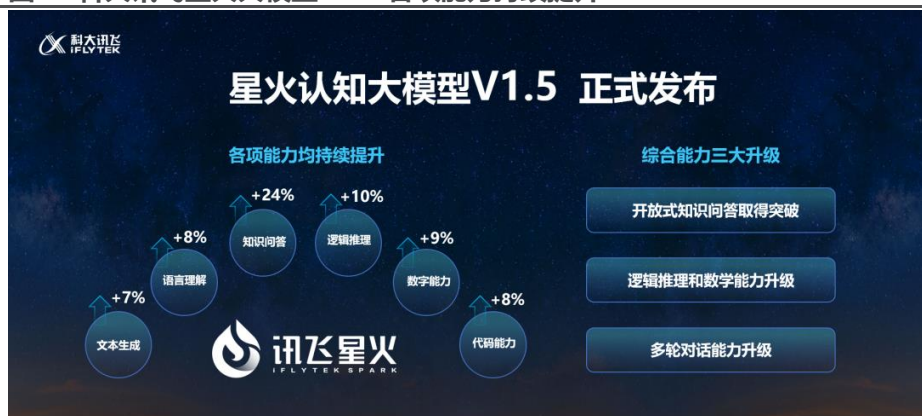 科大讯飞
iFLYTEK
星火认知大模型V1.5 正式发布
各项能力均持续提升
+7%
文本生成
+8%
语言理解
+24%
知识问答
+10%
逻辑推理
+9%
数字能力
+8%
代码能力
讯飞星火
IFLYTEK SPARK
综合能力三大升级
开放式知识问答取得突破
逻辑推理和数学能力升级
多轮对话能力升级